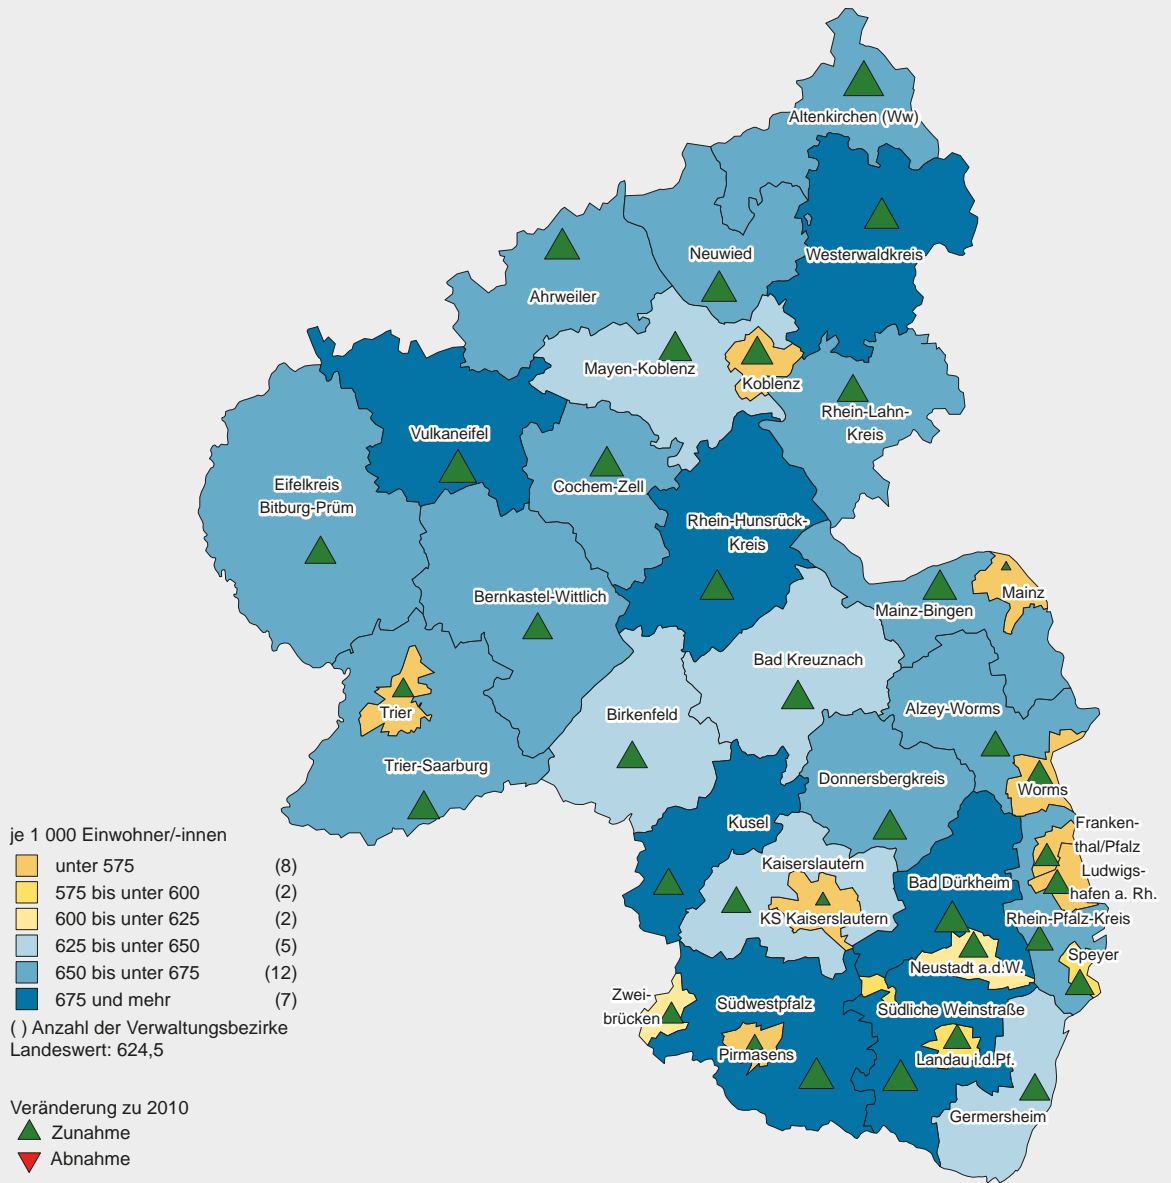 Altenkirchen (Ww)
Neuwied
Westerwaldkreis
Ahrweiler
Mayen-Koblenz
Koblenz
Rhein-Lahn-
Kreis
Vulkaneifel
Eifelkreis
Bitburg-Prüm
Cochem-Zell
Rhein-Hunsrück-
Kreis
Bernkastel-Wittlich
Mainz-Bingen
Mainz
Bad Kreuznach
Trier
Birkenfeld
Alzey-Worms
Trier-Saarburg
Donnersbergkreis
Worms
Kusel
Franken-
thal/Pfalz
Kaiserslautern
Ludwigs-
hafen a. Rh.
Bad Dürkheim
KS Kaiserslautern
Rhein-Pfalz-Kreis
Speyer
Neustadt a.d.W.
Zwei-
brücken
Südwestpfalz
Südliche Weinstraße
Pirmasens
Landau i.d.Pf.
Germersheim
je 1 000 Einwohner/-innen
unter 575 (8)
575 bis unter 600 (2)
600 bis unter 625 (2)
625 bis unter 650 (5)
650 bis unter 675 (12)
675 und mehr (7)
( ) Anzahl der Verwaltungsbezirke
Landeswert: 624,5
Veränderung zu 2010
Zunahme
Abnahme